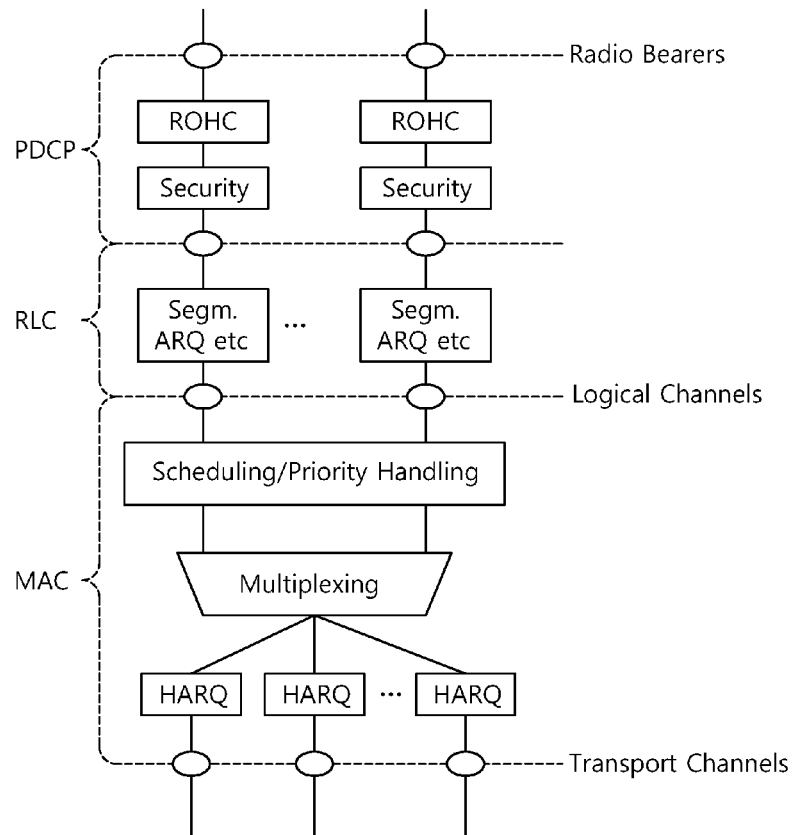 Radio Bearers
ROHC ROHC
PDCP
Security Security
Segm. Segm.
RLC ...
ARQ etc ARQ etc
Logical Channels
Scheduling/Priority Handling
Multiplexing
MAC
HARQ HARQ ... HARQ
Transport Channels